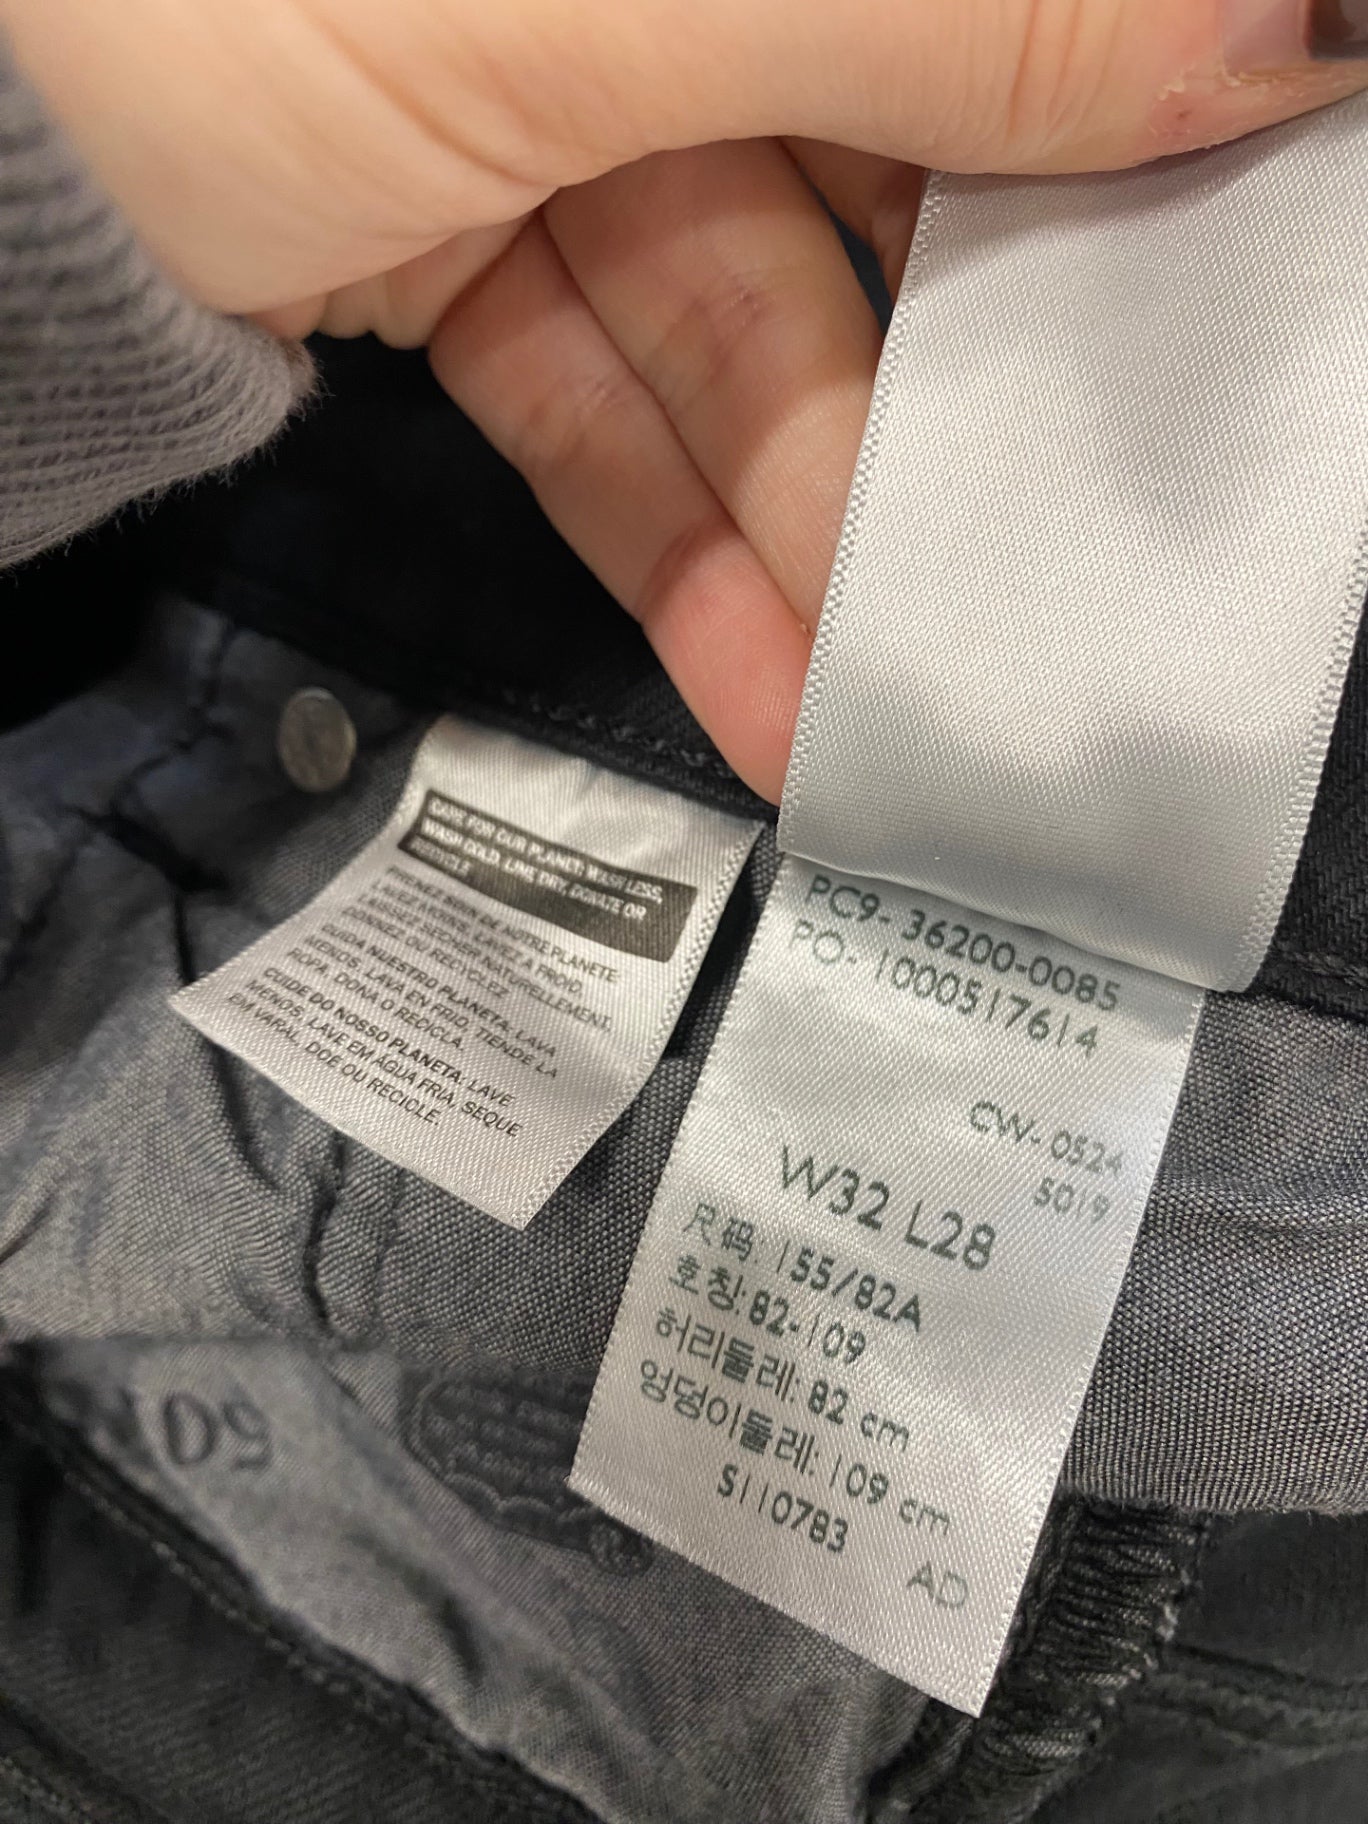 CARE FOR OUR PLANET: WASH LESS,
WASH COLD, LINE DRY, DONATE OR
RECYCLE
PRENEZ SOIN DE NOTRE PLANETE:
LAVEZ MOINS, LAVEZ A FROID,
LAISSEZ SECHER NATURELLEMENT,
DONNEZ OU RECYCLEZ
CUIDA NUESTRO PLANETA: LAVA
MENOS, LAVA EN FRIO, TIENDE LA
ROPA, DONA O RECICLA.
CUIDE DO NOSSO PLANETA: LAVE
MENOS, LAVE EM ÁGUA FRIA, SEQUE
EM VARAL, DOE OU RECICLE.
PC9- 36200-0085
PO- 1000517614
CW- 0524
5019
W32 L28
尺码: 155/82A
호칭: 82-109
허리둘레: 82 cm
엉덩이둘레: 109 cm
S110783
AD